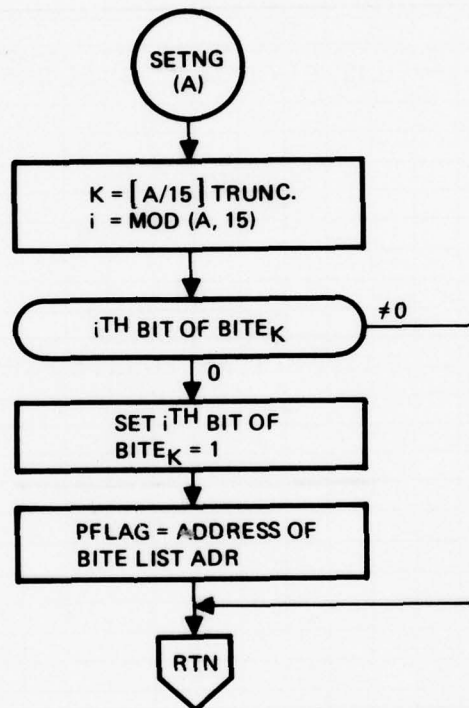 SETNG
(A)
K = [A/15] TRUNC.
i = MOD (A, 15)
iTH BIT OF BITEK
≠0
0
SET iTH BIT OF
BITEK = 1
PFLAG = ADDRESS OF
BITE LIST ADR
RTN